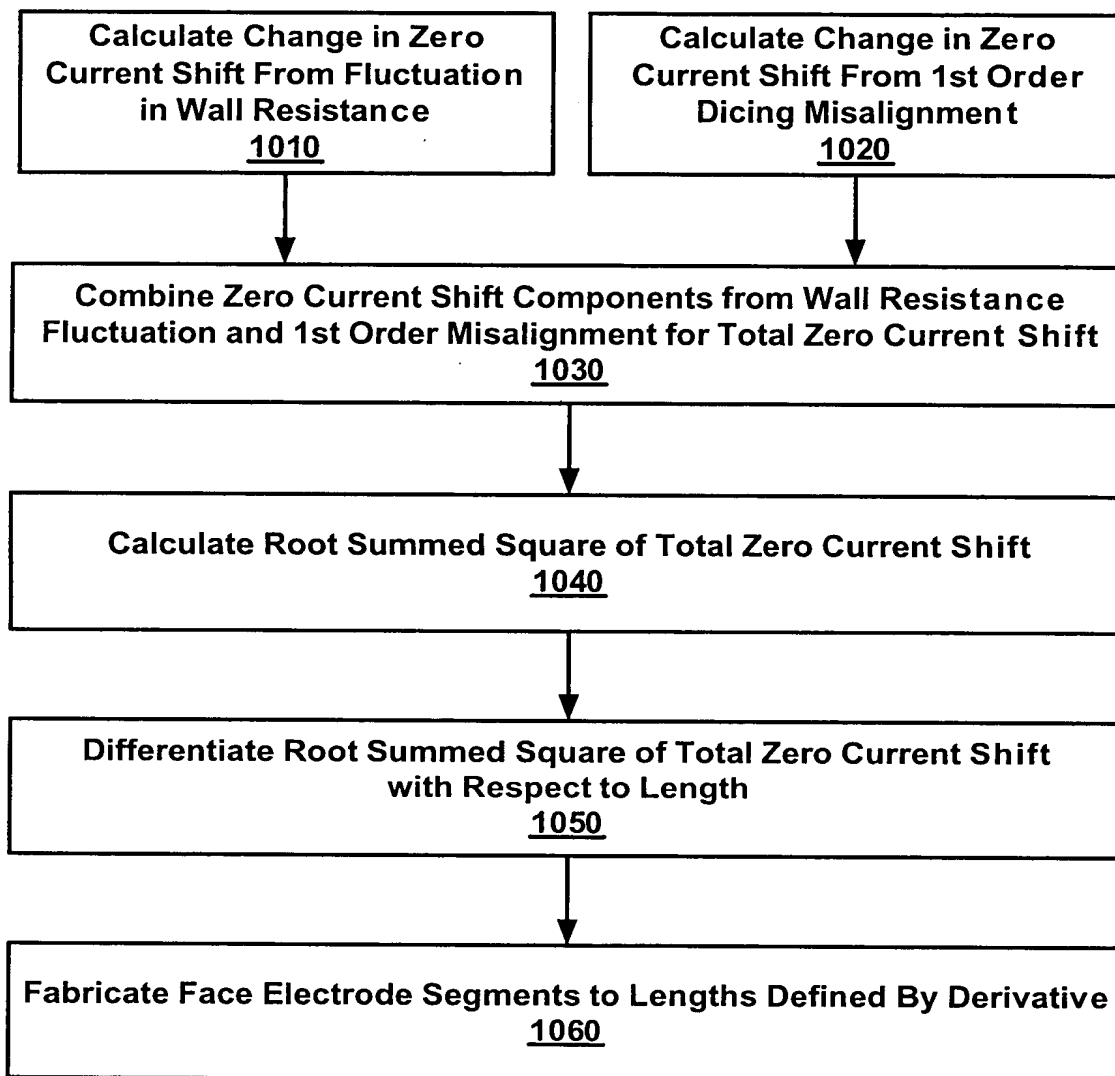 Calculate Change in Zero
Current Shift From Fluctuation
in Wall Resistance
1010
Calculate Change in Zero
Current Shift From 1st Order
Dicing Misalignment
1020
Combine Zero Current Shift Components from Wall Resistance
Fluctuation and 1st Order Misalignment for Total Zero Current Shift
1030
Calculate Root Summed Square of Total Zero Current Shift
1040
Differentiate Root Summed Square of Total Zero Current Shift
with Respect to Length
1050
Fabricate Face Electrode Segments to Lengths Defined By Derivative
1060